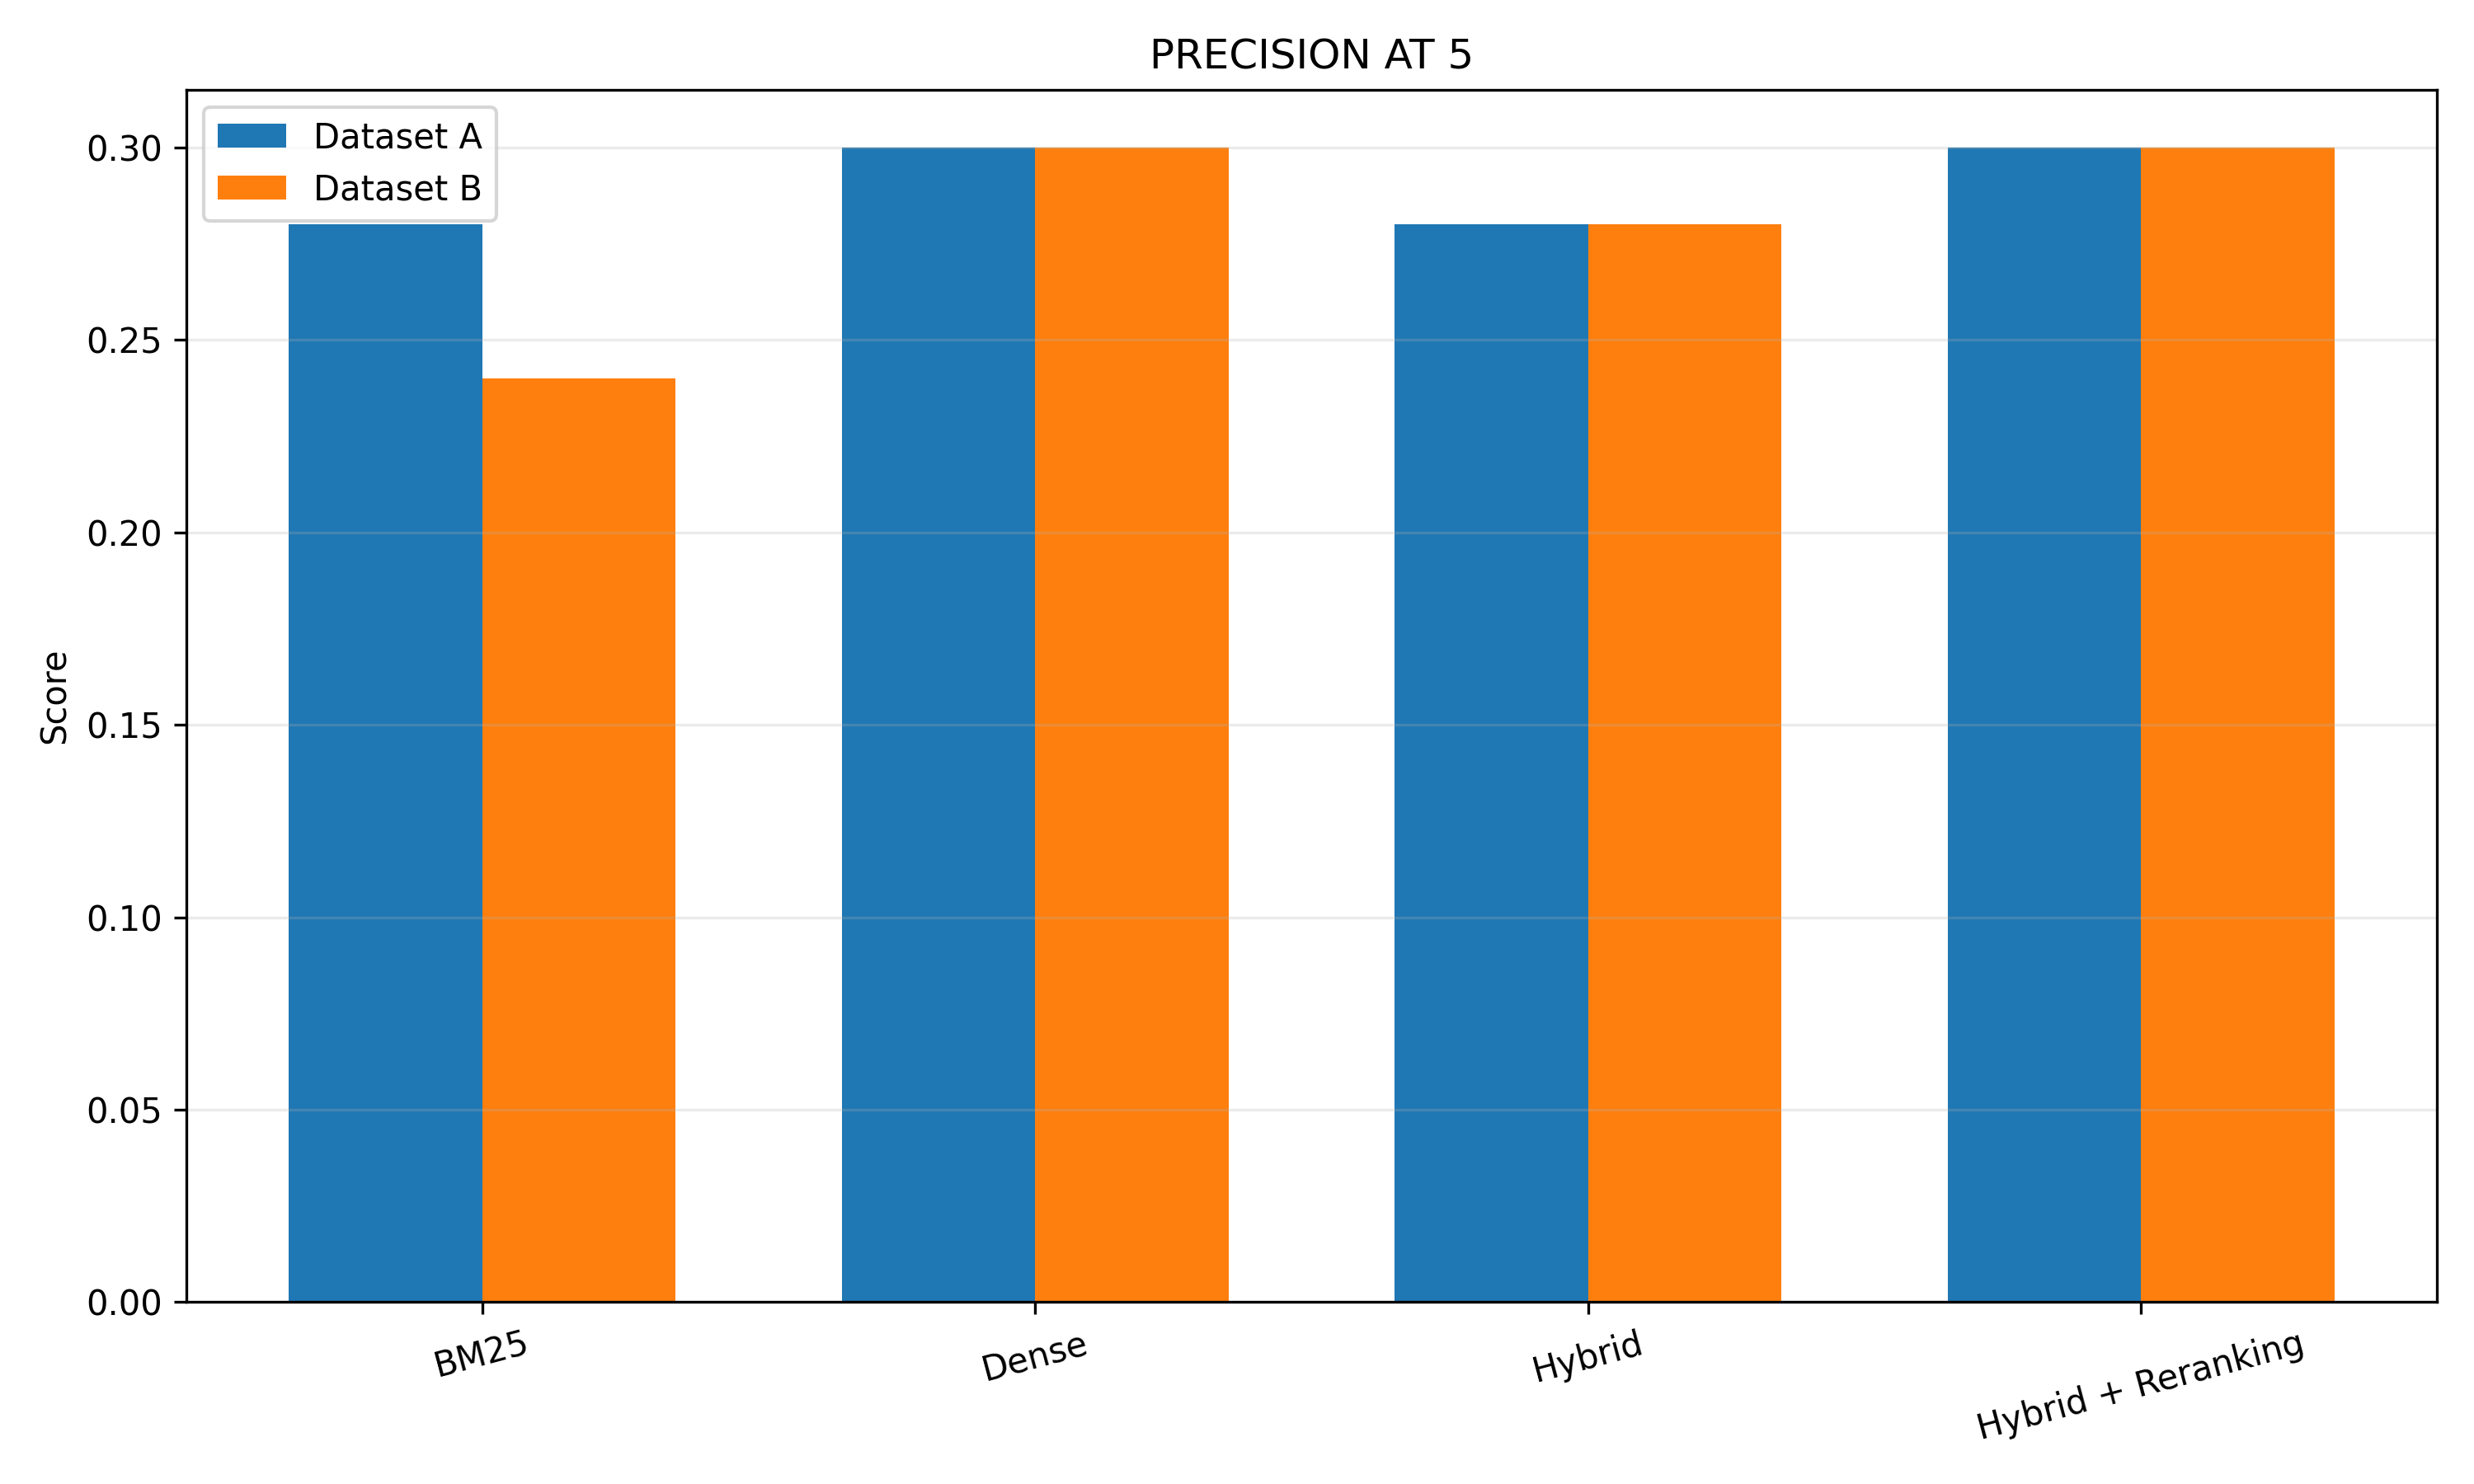 PRECISION AT 5
Dataset A
Dataset B
0.30
0.25
0.20
0.15
0.10
0.05
0.00
Score
BM25
Dense
Hybrid
Hybrid + Reranking